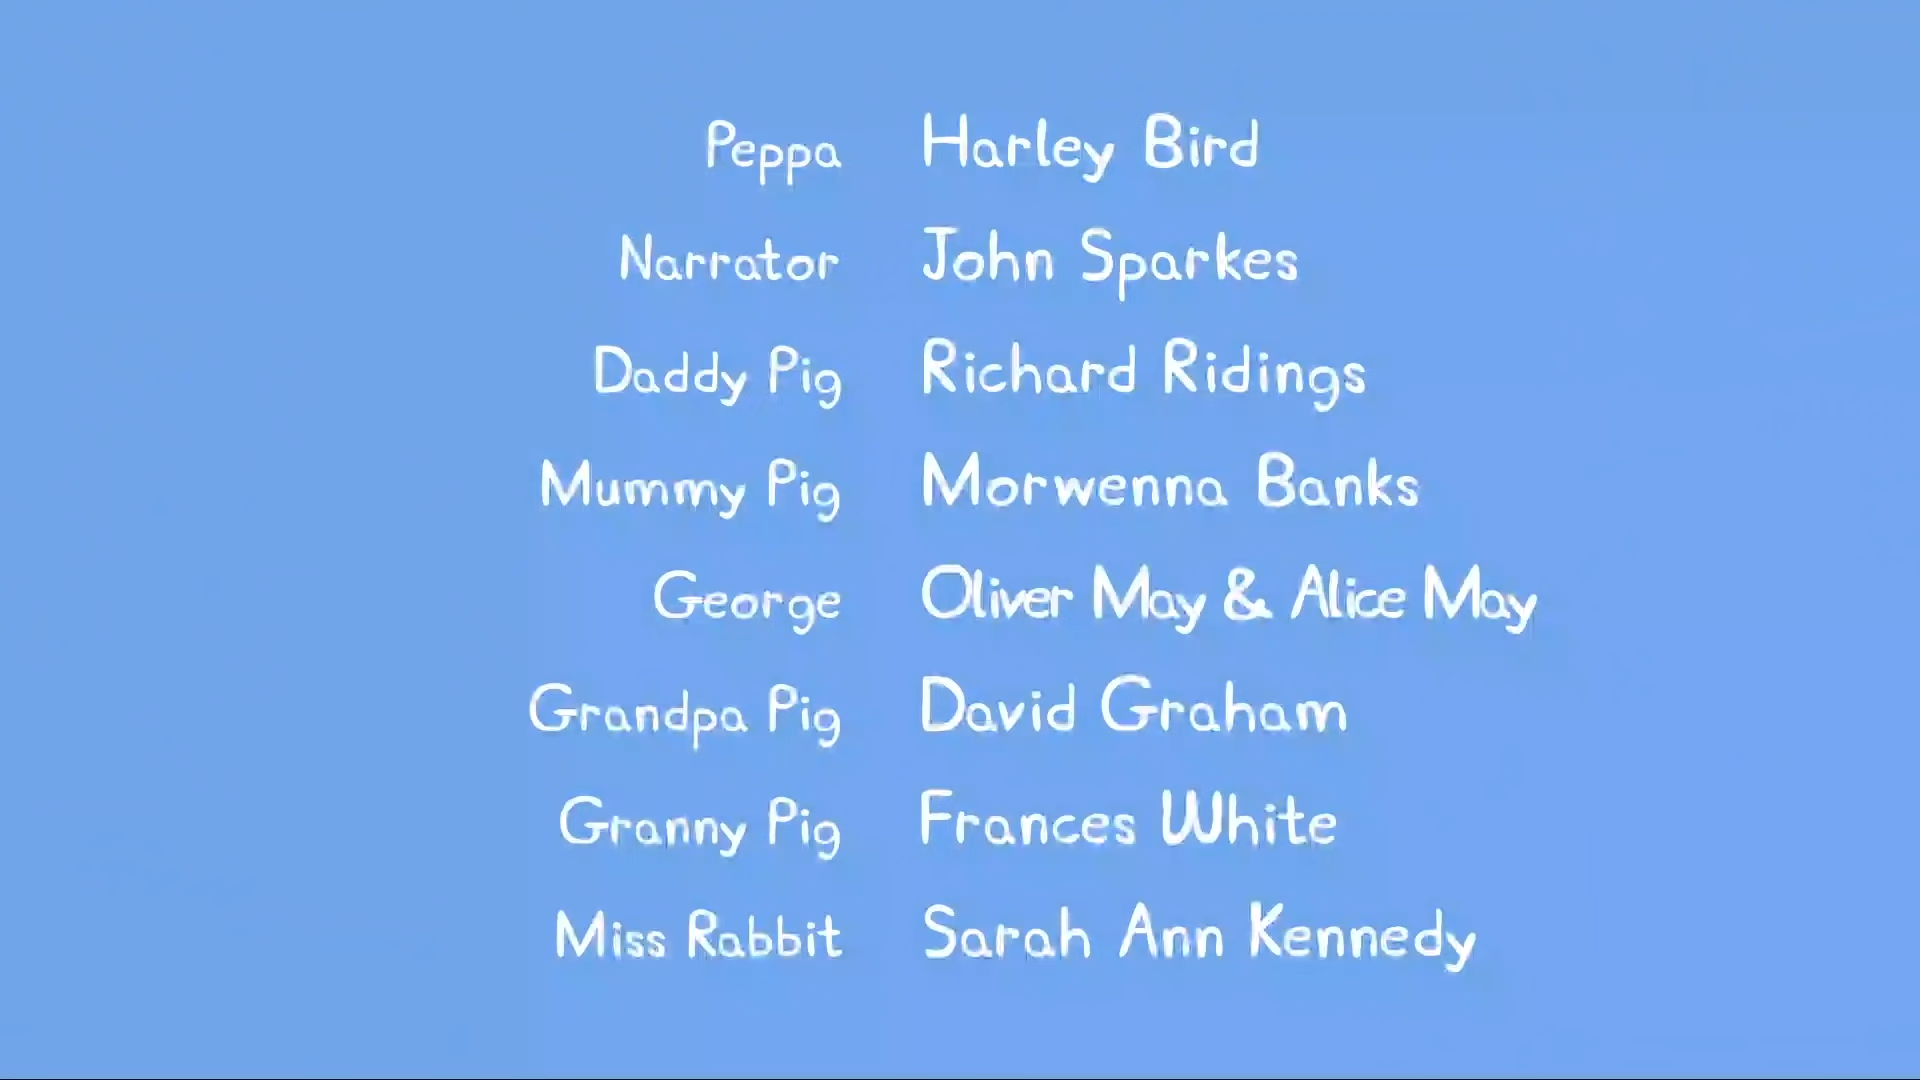 Peppa Harley Bird
Narrator John Sparkes
Daddy Pig Richard Ridings
Mummy Pig Morwenna Banks
George Oliver May & Alice May
Grandpa Pig David Graham
Granny Pig Frances White
Miss Rabbit Sarah Ann Kennedy